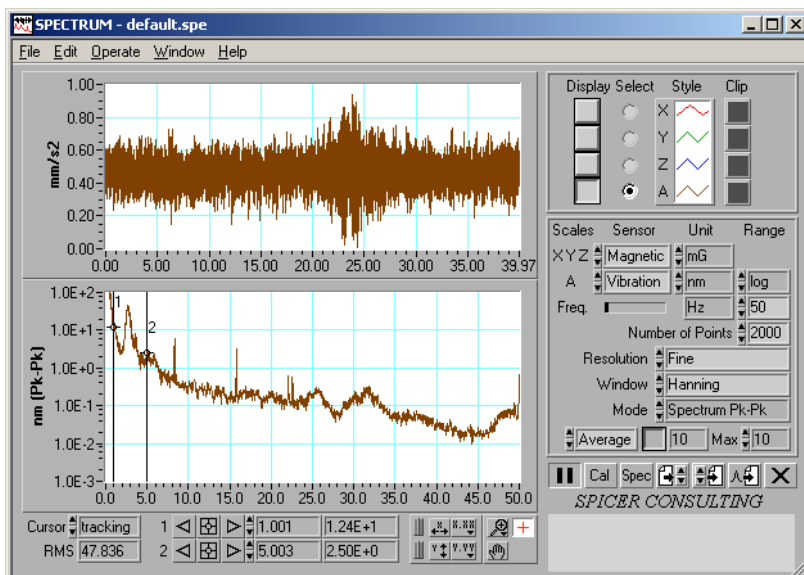 SPECTRUM - default.spe
File Edit Operate Window Help
1.00
0.80
0.60
0.40
0.20
0.00
mm/s2
0.00 5.00 10.00 15.00 20.00 25.00 30.00 35.00 39.97
1.0E+2
1.0E+1
1.0E+0
1.0E-1
1.0E-2
1.0E-3
nm (Pk-Pk)
1
2
0.0 5.0 10.0 15.0 20.0 25.0 30.0 35.0 40.0 45.0 50.0
Cursor tracking 1 1.001 1.24E+1 X X.XX
RMS 47.836 2 5.003 2.50E+0 Y Y.YY
Display Select Style Clip
X
Y
Z
A
Scales Sensor Unit Range
XYZ Magnetic mG
A Vibration nm log
Freq. Hz 50
Number of Points 2000
Resolution Fine
Window Hanning
Mode Spectrum Pk-Pk
Average 10 Max 10
Cal Spec
SPICER CONSULTING